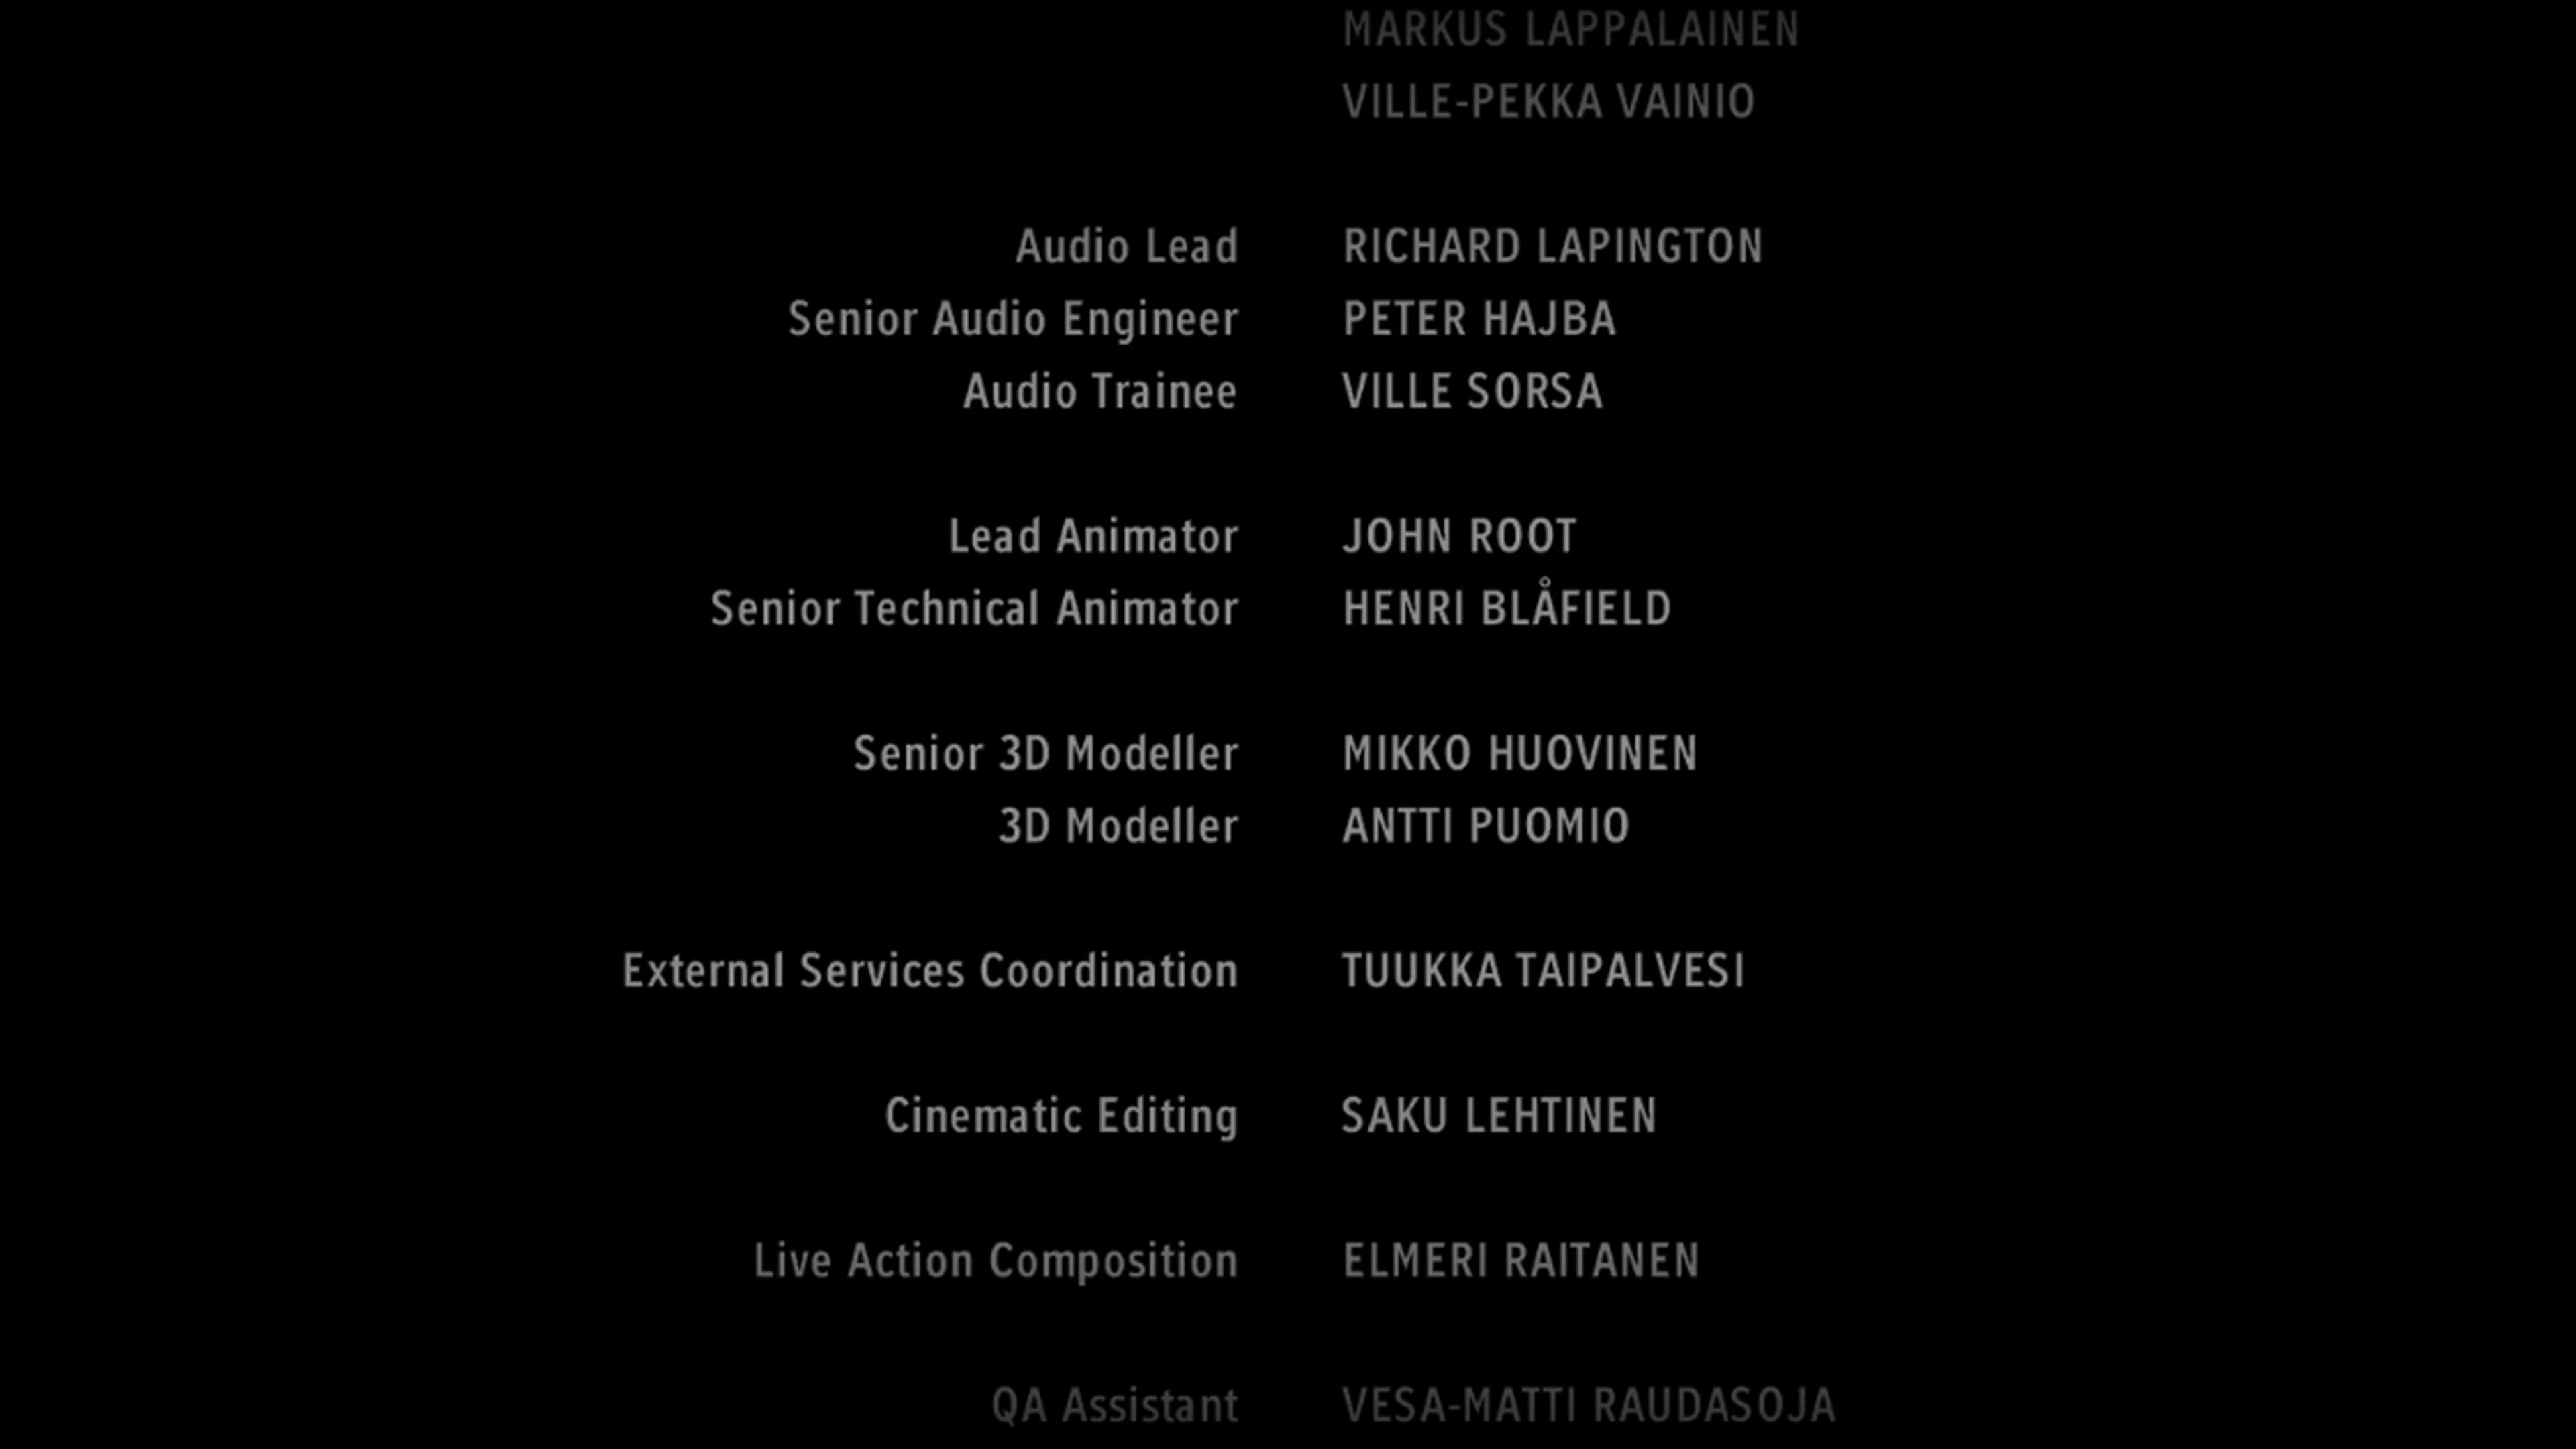 MARKUS LAPPALAINEN
VILLE-PEKKA VAINIO
Audio Lead RICHARD LAPINGTON
Senior Audio Engineer PETER HAJBA
Audio Trainee VILLE SORSA
Lead Animator JOHN ROOT
Senior Technical Animator HENRI BLÅFIELD
Senior 3D Modeller MIKKO HUOVINEN
3D Modeller ANTTI PUOMIO
External Services Coordination TUUKKA TAIPALVESI
Cinematic Editing SAKU LEHTINEN
Live Action Composition ELMERI RAITANEN
QA Assistant VESA-MATTI RAUDASOJA